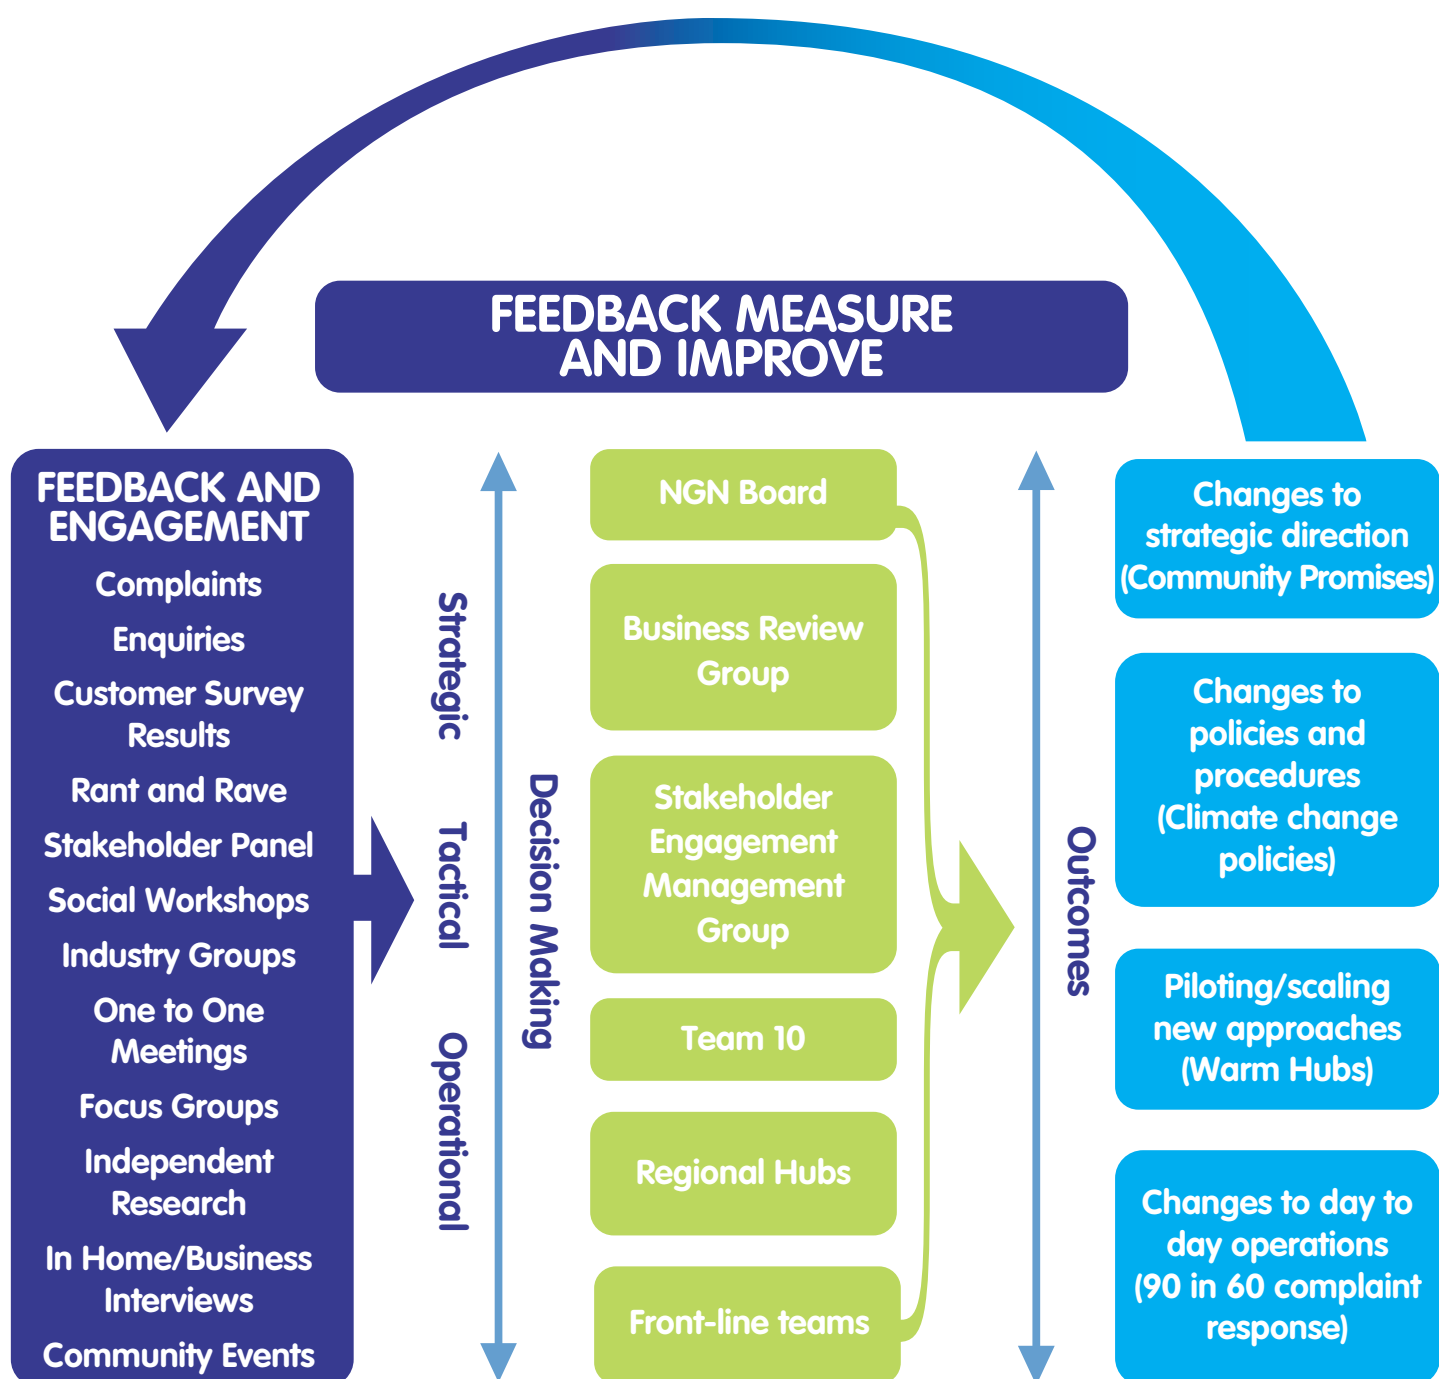 FEEDBACK MEASURE
AND IMPROVE
FEEDBACK AND
ENGAGEMENT
Complaints
Enquiries
Customer Survey
Results
Rant and Rave
Stakeholder Panel
Social Workshops
Industry Groups
One to One
Meetings
Focus Groups
Independent
Research
In Home/Business
Interviews
Community Events
Strategic
Tactical
Operational
Decision Making
NGN Board
Business Review
Group
Stakeholder
Engagement
Management
Group
Team 10
Regional Hubs
Front-line teams
Outcomes
Changes to
strategic direction
(Community Promises)
Changes to
policies and
procedures
(Climate change
policies)
Piloting/scaling
new approaches
(Warm Hubs)
Changes to day to
day operations
(90 in 60 complaint
response)